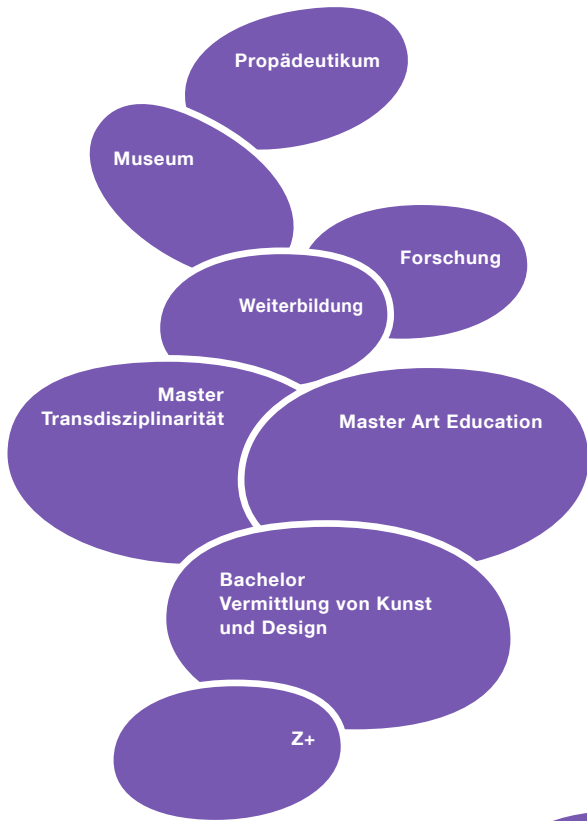 Propädeutikum
Museum
Forschung
Weiterbildung
Master
Transdisziplinarität
Master Art Education
Bachelor
Vermittlung von Kunst
und Design
Z+